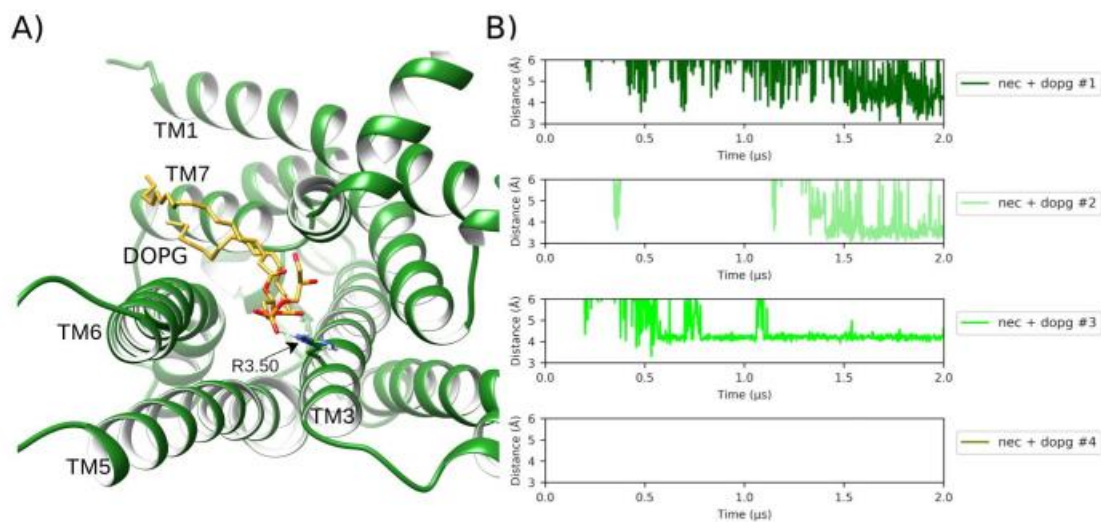 A)
TM1
TM7
DOPG
TM6
R3.50
TM3
TM5
B)
Distance (Å)
6
5
4
3
0.0 0.5 1.0 1.5 2.0
Time (µs)
nec + dopg #1
Distance (Å)
6
5
4
3
0.0 0.5 1.0 1.5 2.0
Time (µs)
nec + dopg #2
Distance (Å)
6
5
4
3
0.0 0.5 1.0 1.5 2.0
Time (µs)
nec + dopg #3
Distance (Å)
6
5
4
3
0.0 0.5 1.0 1.5 2.0
Time (µs)
nec + dopg #4